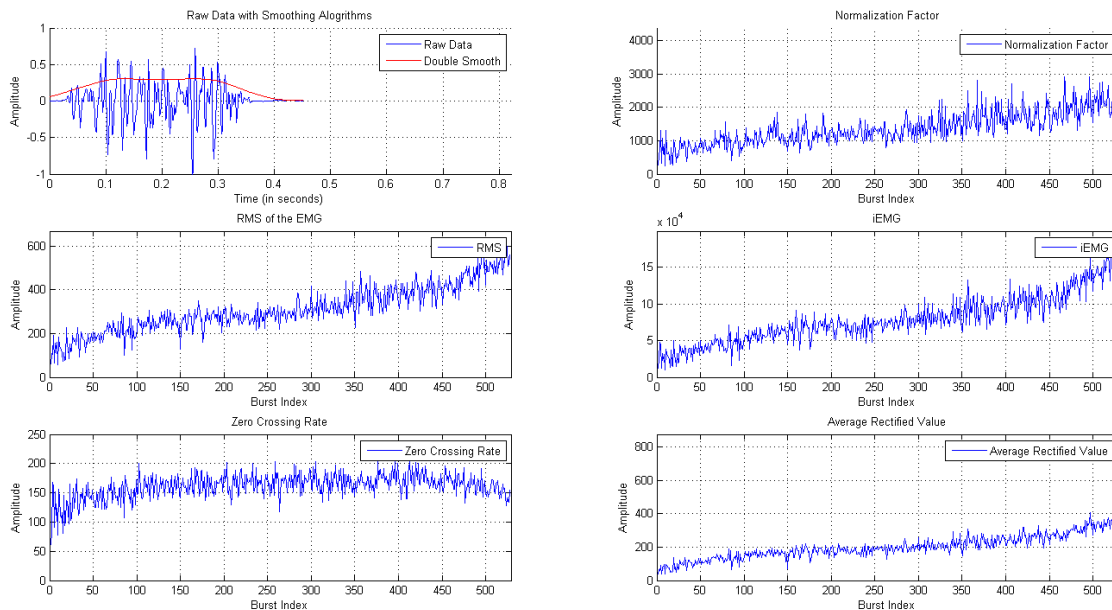 Raw Data with Smoothing Alogrithms
Amplitude
1
0.5
0
-0.5
-1
Raw Data
Double Smooth
0 0.1 0.2 0.3 0.4 0.5 0.6 0.7 0.8
Time (in seconds)
Normalization Factor
Amplitude
4000
3000
2000
1000
0
Normalization Factor
0 50 100 150 200 250 300 350 400 450 500
Burst Index
RMS of the EMG
Amplitude
600
400
200
0
RMS
0 50 100 150 200 250 300 350 400 450 500
Burst Index
iEMG
x 10^4
Amplitude
15
10
5
0
iEMG
0 50 100 150 200 250 300 350 400 450 500
Burst Index
Zero Crossing Rate
Amplitude
250
200
150
100
50
0
Zero Crossing Rate
0 50 100 150 200 250 300 350 400 450 500
Burst Index
Average Rectified Value
Amplitude
800
600
400
200
0
Average Rectified Value
0 50 100 150 200 250 300 350 400 450 500
Burst Index